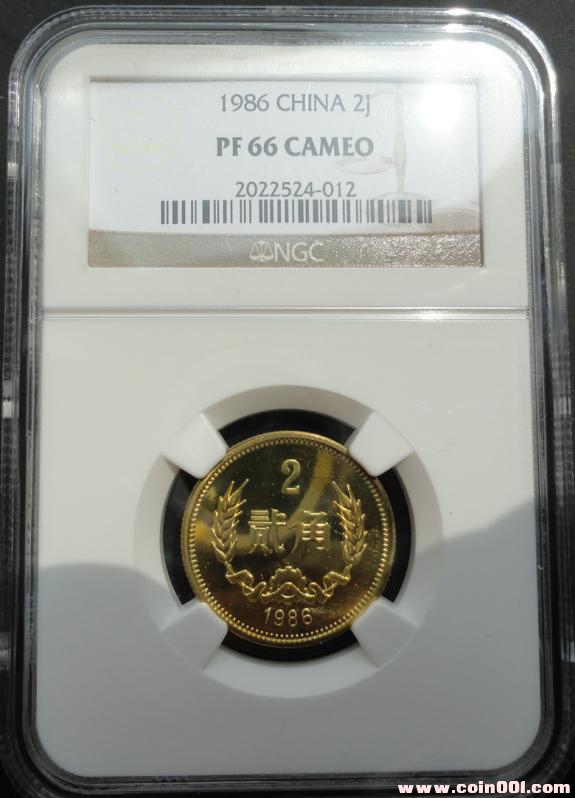 1986 CHINA 2J
PF 66 CAMEO
2022524-012
NGC
2
贰角
1986
www.coin001.com